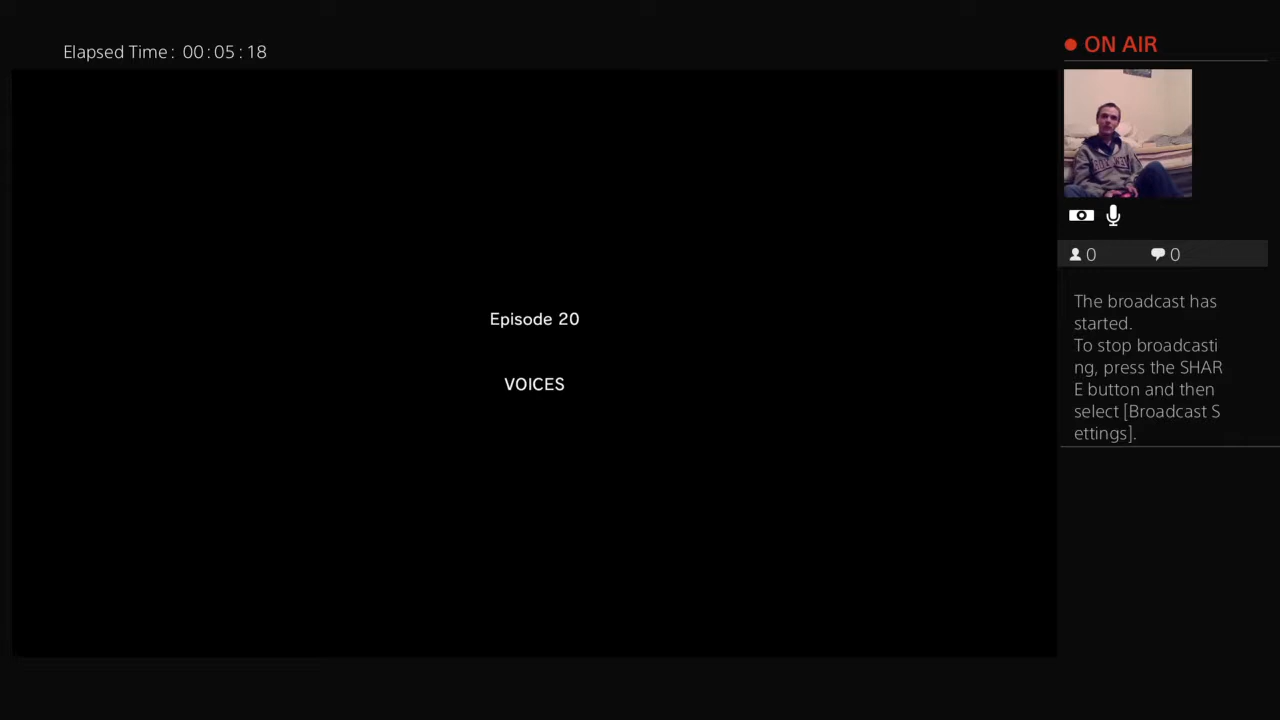 Elapsed Time: 00:05:18
ON AIR
0 0
Episode 20
VOICES
The broadcast has
started.
To stop broadcasti
ng, press the SHAR
E button and then
select [Broadcast S
ettings].